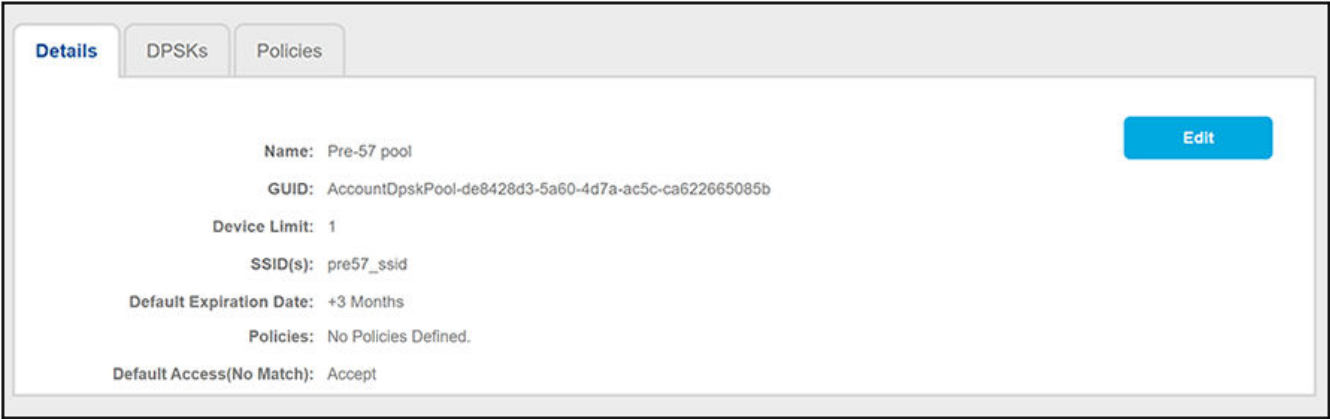 Details DPSKs Policies
Edit
Name: Pre-57 pool
GUID: AccountDpskPool-de8428d3-5a60-4d7a-ac5c-ca622665085b
Device Limit: 1
SSID(s): pre57_ssid
Default Expiration Date: +3 Months
Policies: No Policies Defined.
Default Access(No Match): Accept